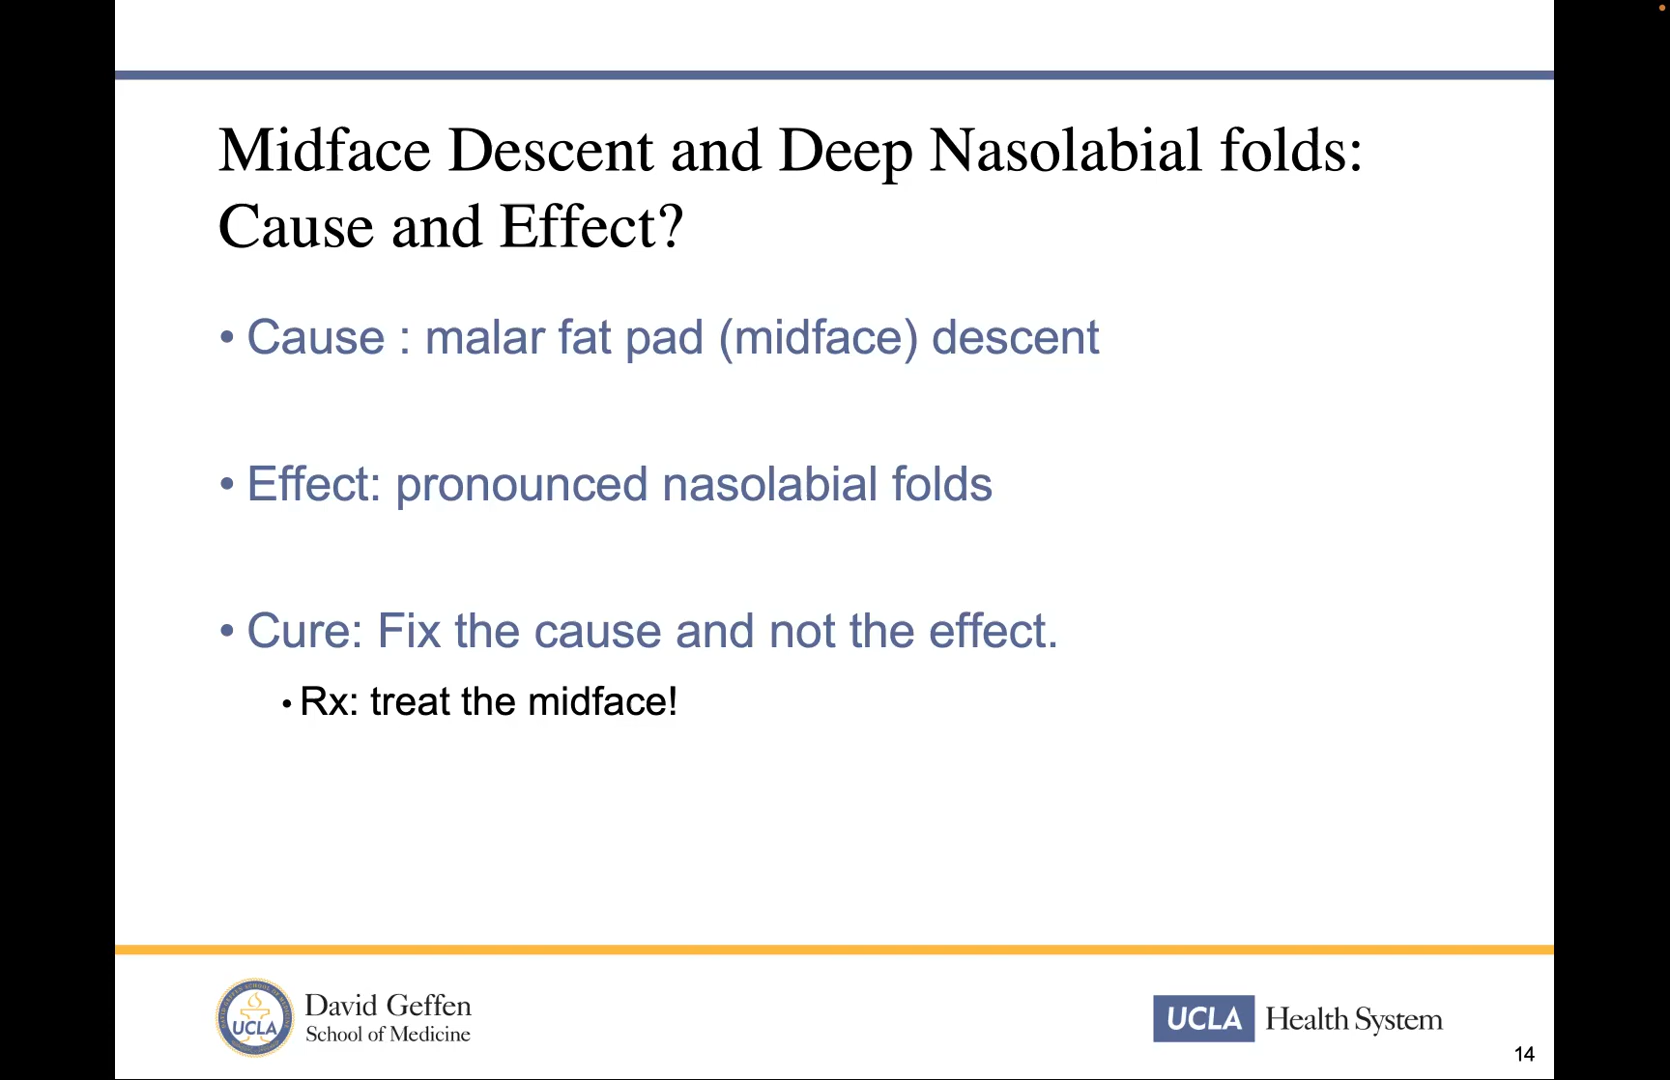 Midface Descent and Deep Nasolabial folds:
Cause and Effect?
• Cause : malar fat pad (midface) descent
• Effect: pronounced nasolabial folds
• Cure: Fix the cause and not the effect.
• Rx: treat the midface!
UCLA
David Geffen
School of Medicine
UCLA Health System
14